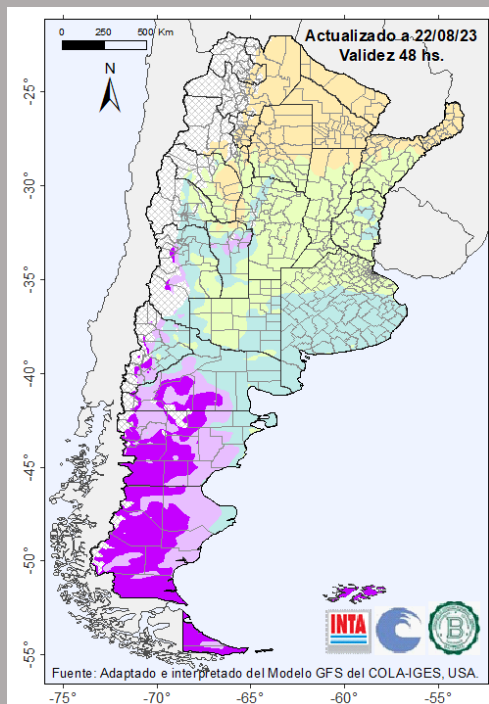 Actualizado a 22/08/23
Validez 48 hs.
0 250 500 Km
N
-25°
-30°
-35°
-40°
-45°
-50°
-55°
INTA
B
Fuente: Adaptado e interpretado del Modelo GFS del COLA-IGES, USA.
-75° -70° -65° -60° -55°